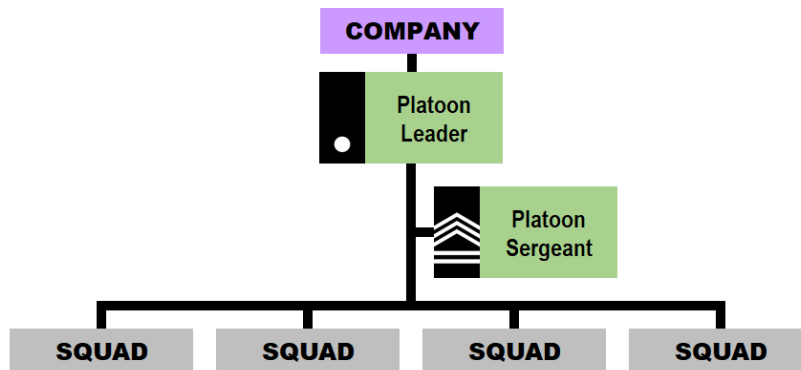 COMPANY
Platoon
Leader
Platoon
Sergeant
SQUAD
SQUAD
SQUAD
SQUAD